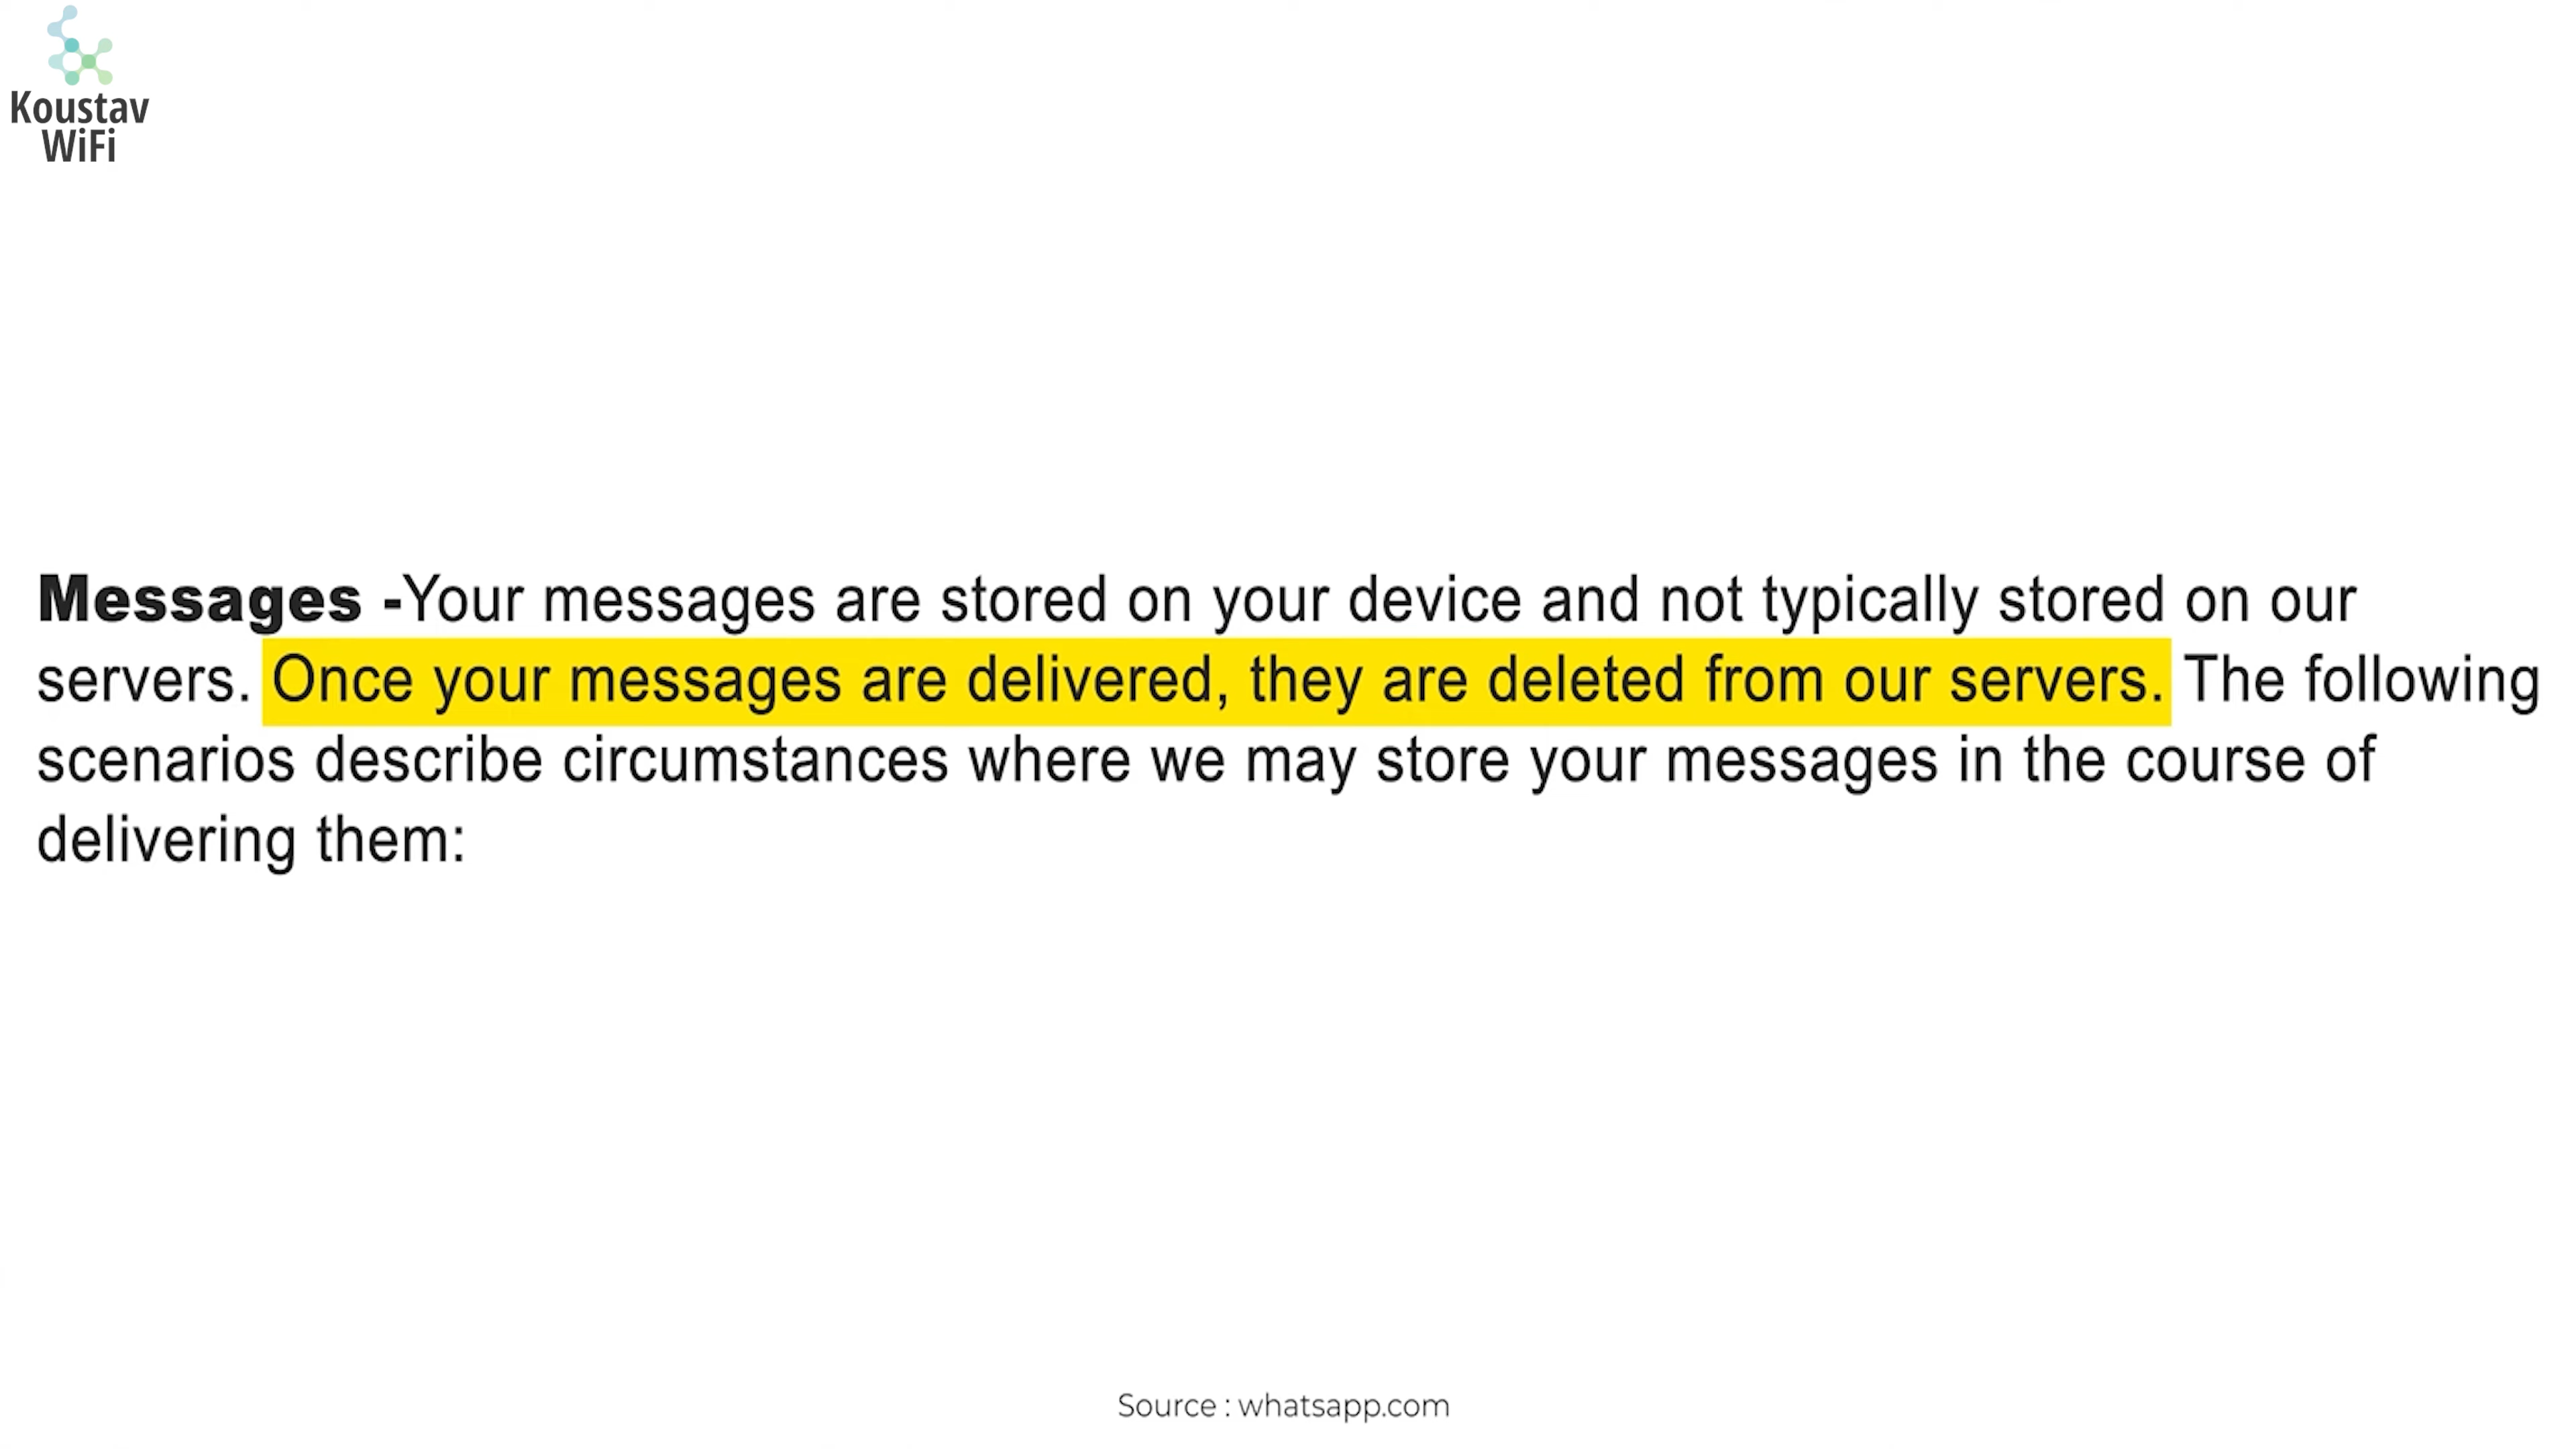 Koustav
WiFi
Messages -Your messages are stored on your device and not typically stored on our
servers. Once your messages are delivered, they are deleted from our servers. The following
scenarios describe circumstances where we may store your messages in the course of
delivering them:
Source : whatsapp.com